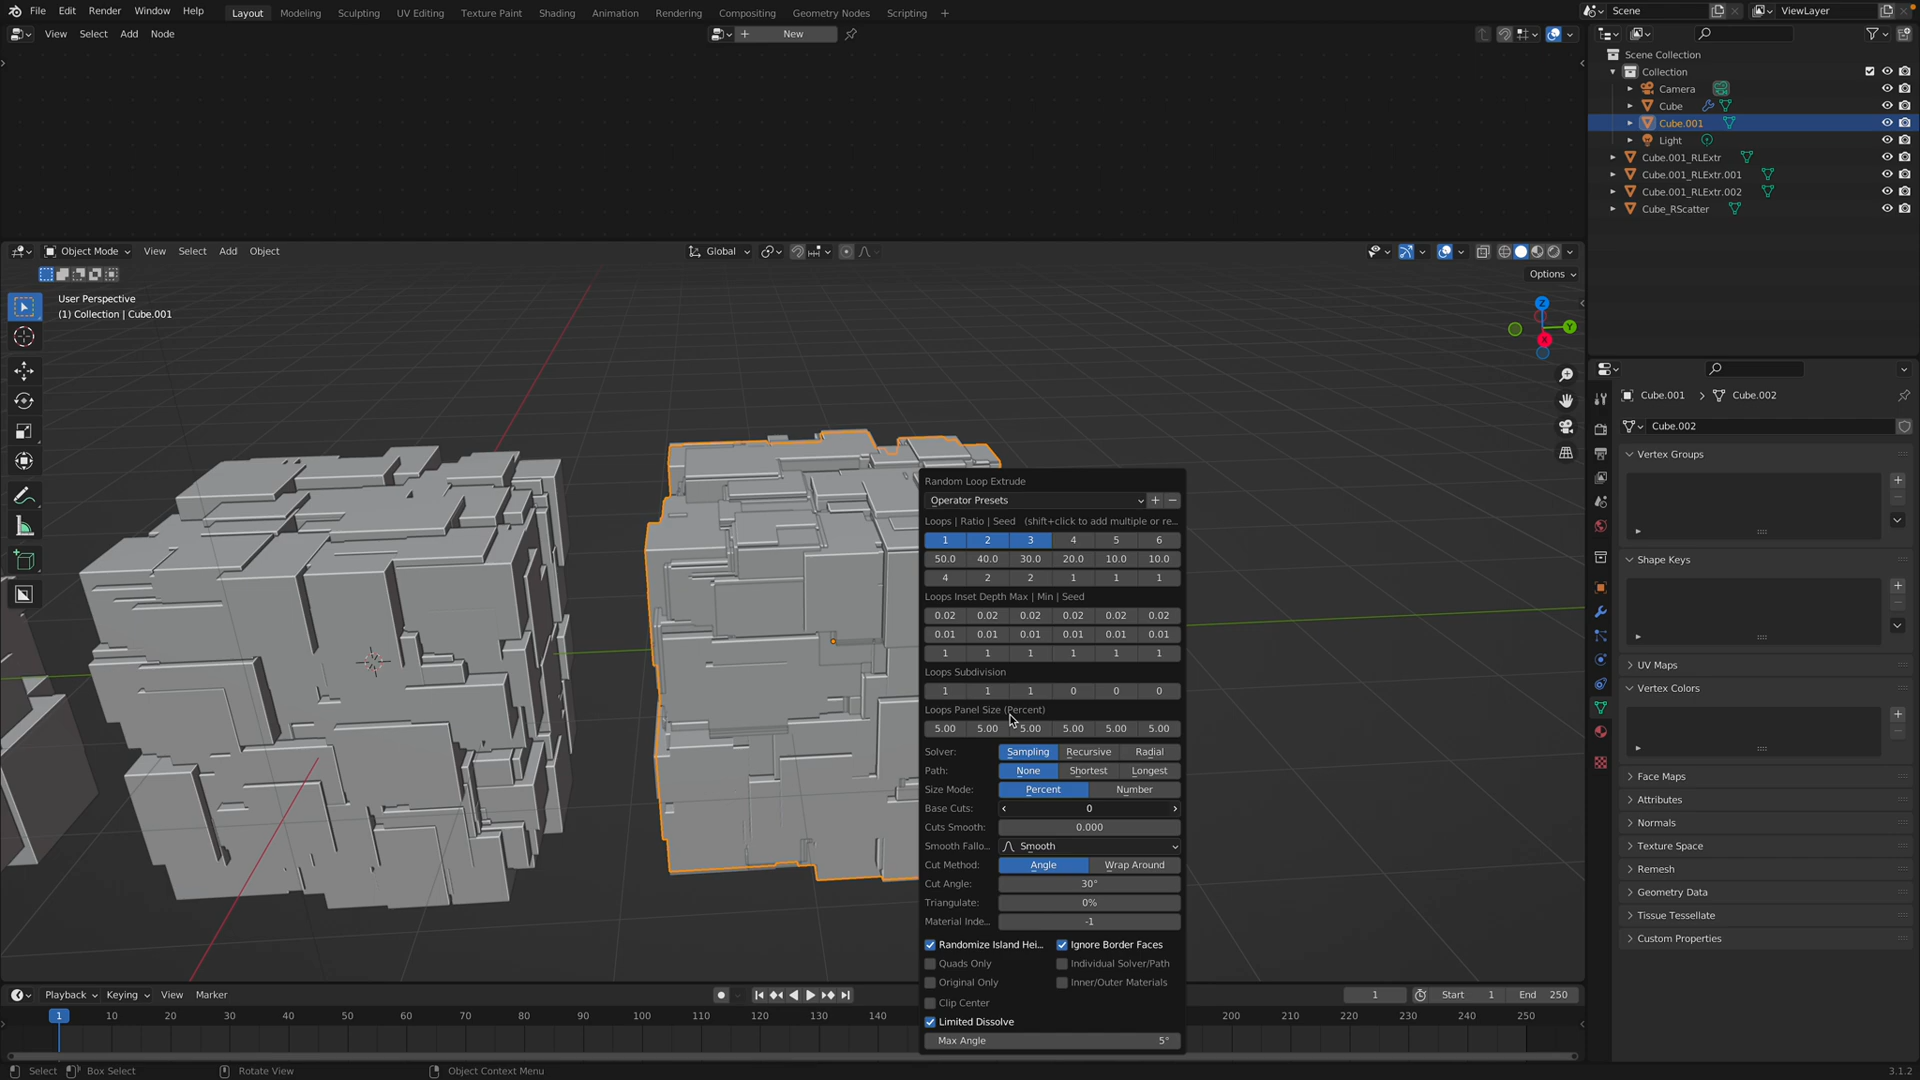 File Edit Render Window Help Layout Modeling Sculpting UV Editing Texture Paint Shading Animation Rendering Compositing Geometry Nodes Scripting + Scene ViewLayer
View Select Add Node + New
Scene Collection
Collection
Camera
Cube
Cube.001
Light
Cube.001_RLExtr
Cube.001_RLExtr.001
Cube.001_RLExtr.002
Cube_RScatter
Object Mode View Select Add Object Global
Options
User Perspective
(1) Collection | Cube.001
Z
Y
X
Cube.001 > Cube.002
Cube.002
Vertex Groups
Shape Keys
UV Maps
Vertex Colors
Face Maps
Attributes
Normals
Texture Space
Remesh
Geometry Data
Tissue Tessellate
Custom Properties
Random Loop Extrude
Operator Presets + −
Loops | Ratio | Seed (shift+click to add multiple or re...
1 2 3 4 5 6
50.0 40.0 30.0 20.0 10.0 10.0
4 2 2 1 1 1
Loops Inset Depth Max | Min | Seed
0.02 0.02 0.02 0.02 0.02 0.02
0.01 0.01 0.01 0.01 0.01 0.01
1 1 1 1 1 1
Loops Subdivision
1 1 1 0 0 0
Loops Panel Size (Percent)
5.00 5.00 5.00 5.00 5.00 5.00
Solver: Sampling Recursive Radial
Path: None Shortest Longest
Size Mode: Percent Number
Base Cuts: 0
Cuts Smooth: 0.000
Smooth Fallo... Smooth
Cut Method: Angle Wrap Around
Cut Angle: 30°
Triangulate: 0%
Material Inde... -1
Randomize Island Hei... Ignore Border Faces
Quads Only Individual Solver/Path
Original Only Inner/Outer Materials
Clip Center
Limited Dissolve
Max Angle 5°
Playback Keying View Marker 1 Start 1 End 250
1 10 20 30 40 50 60 70 80 90 100 110 120 130 140 200 210 220 230 240 250
Select Box Select Rotate View Object Context Menu 3.1.2